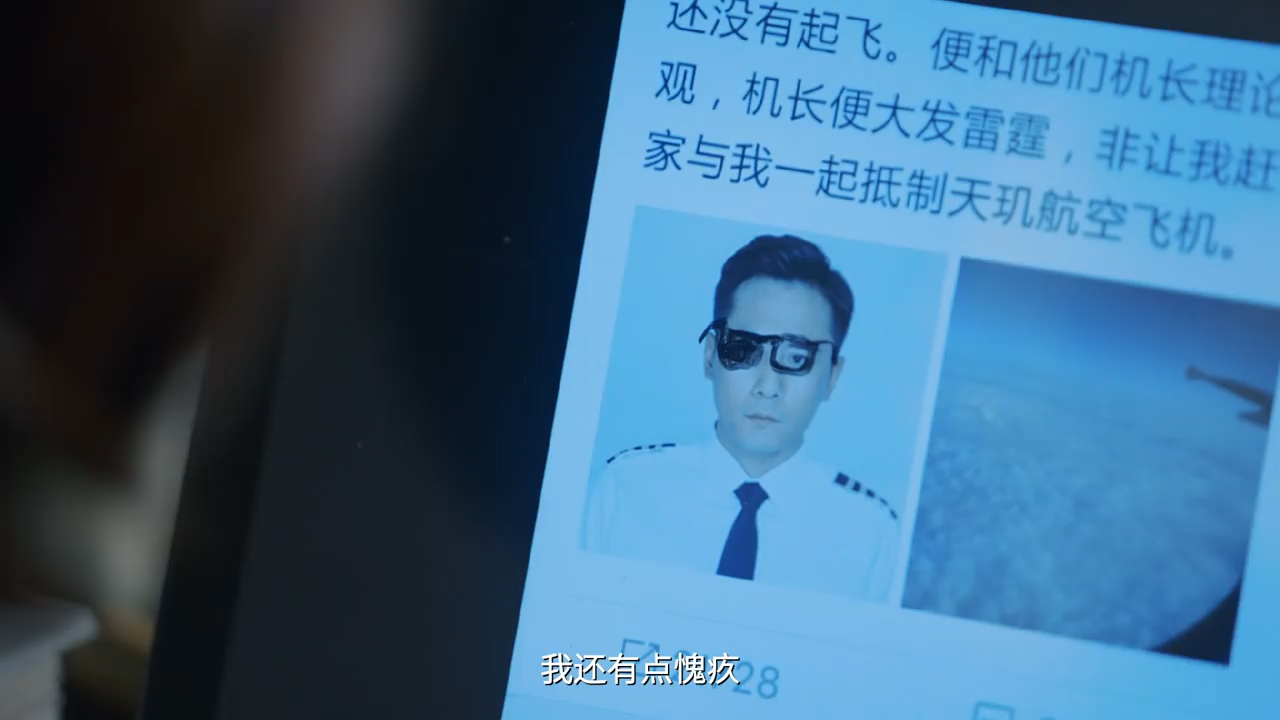 还没有起飞。便和他们机长理论
观，机长便大发雷霆，非让我赶
家与我一起抵制天玑航空飞机。
28
我还有点愧疚